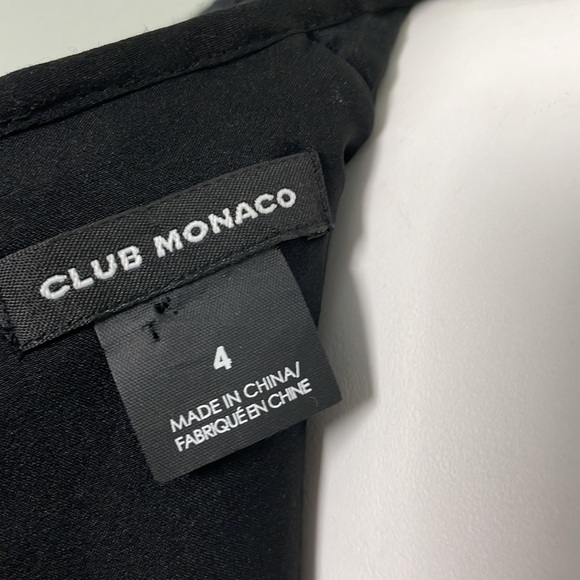 CLUB MONACO
4
MADE IN CHINA/
FABRIQUÉ EN CHINE